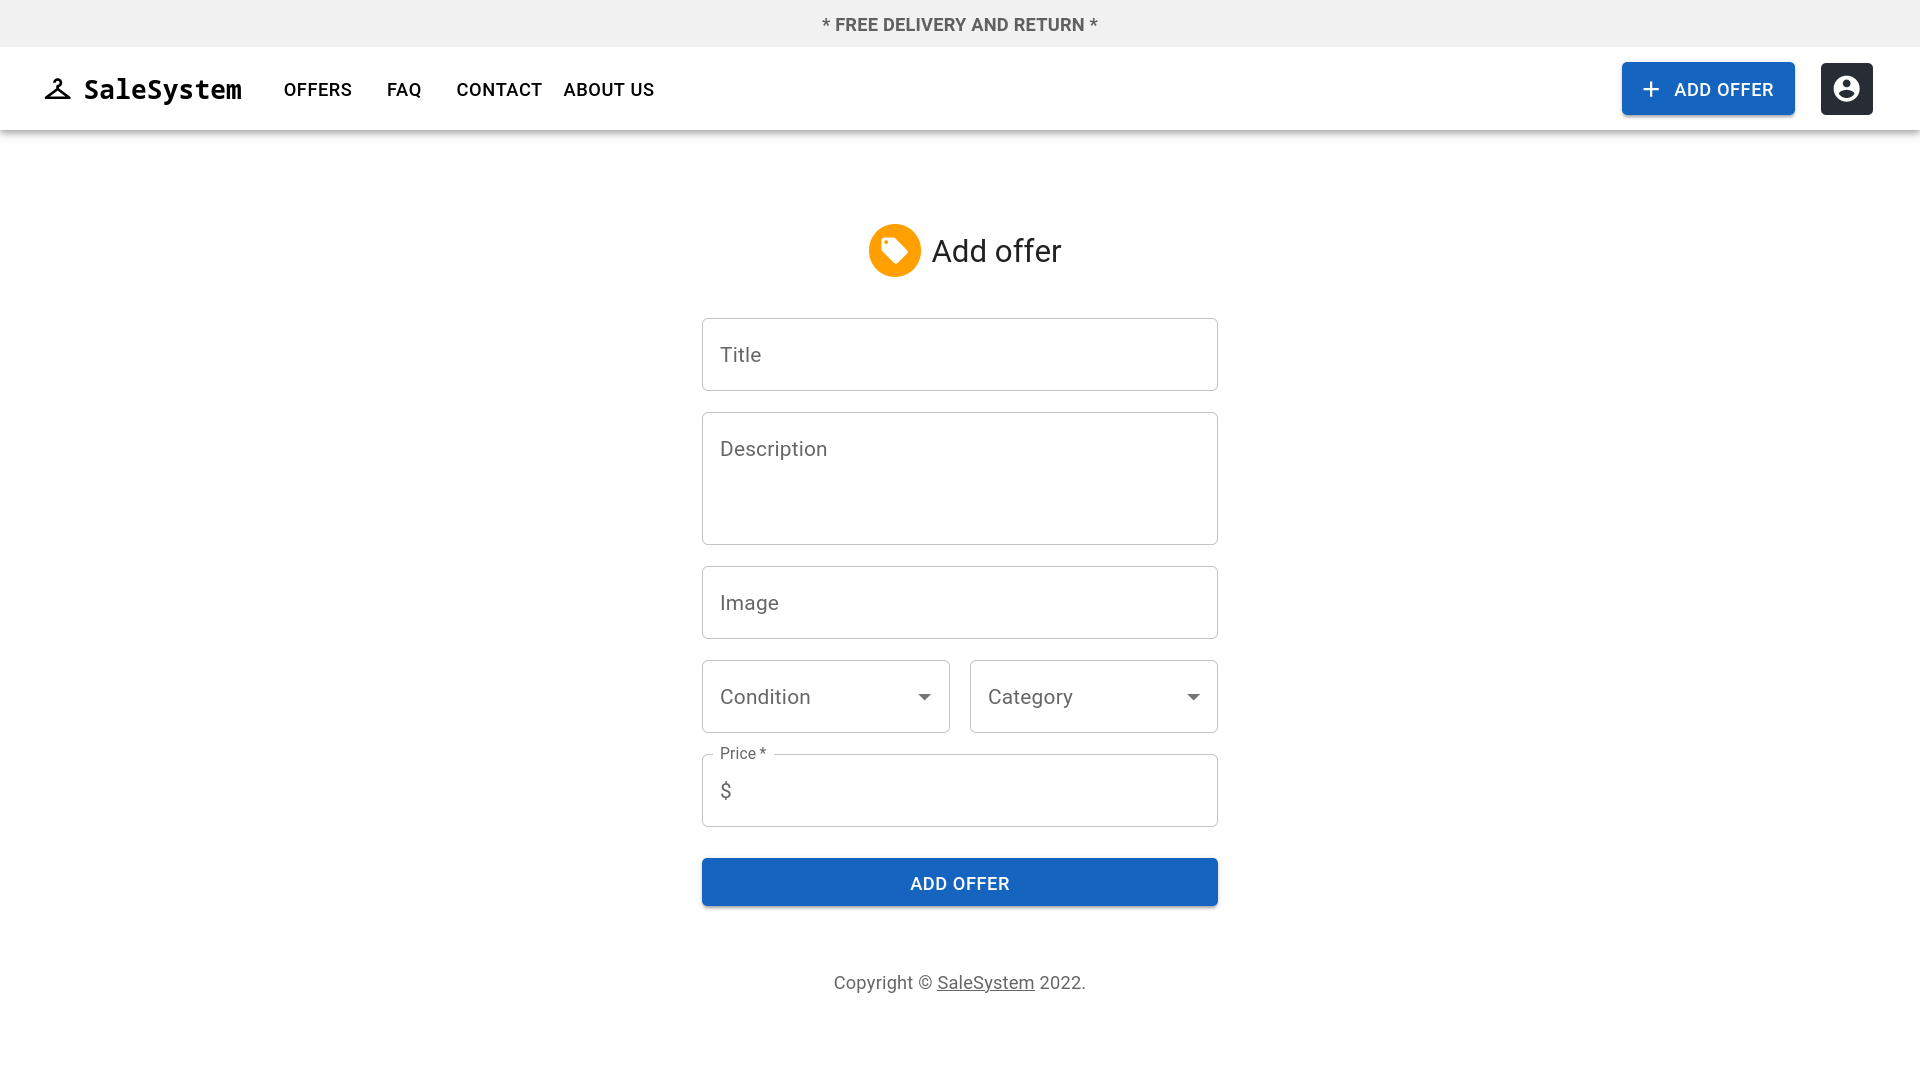 * FREE DELIVERY AND RETURN *
SaleSystem OFFERS FAQ CONTACT ABOUT US ADD OFFER
Add offer
Title
Description
Image
Condition Category
Price *
$
ADD OFFER
Copyright © SaleSystem 2022.